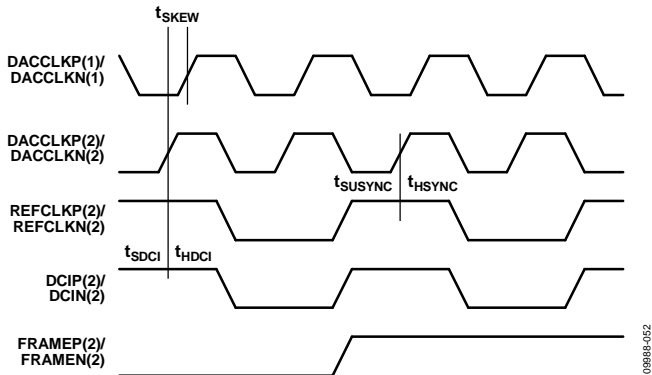 tSKEW
DACCLKP(1)/
DACCLKN(1)
DACCLKP(2)/
DACCLKN(2)
tSUSYNC tHSYNC
REFCLKP(2)/
REFCLKN(2)
tSDCI tHDCI
DCIP(2)/
DCIN(2)
FRAMEP(2)/
FRAMEN(2)
09988-052